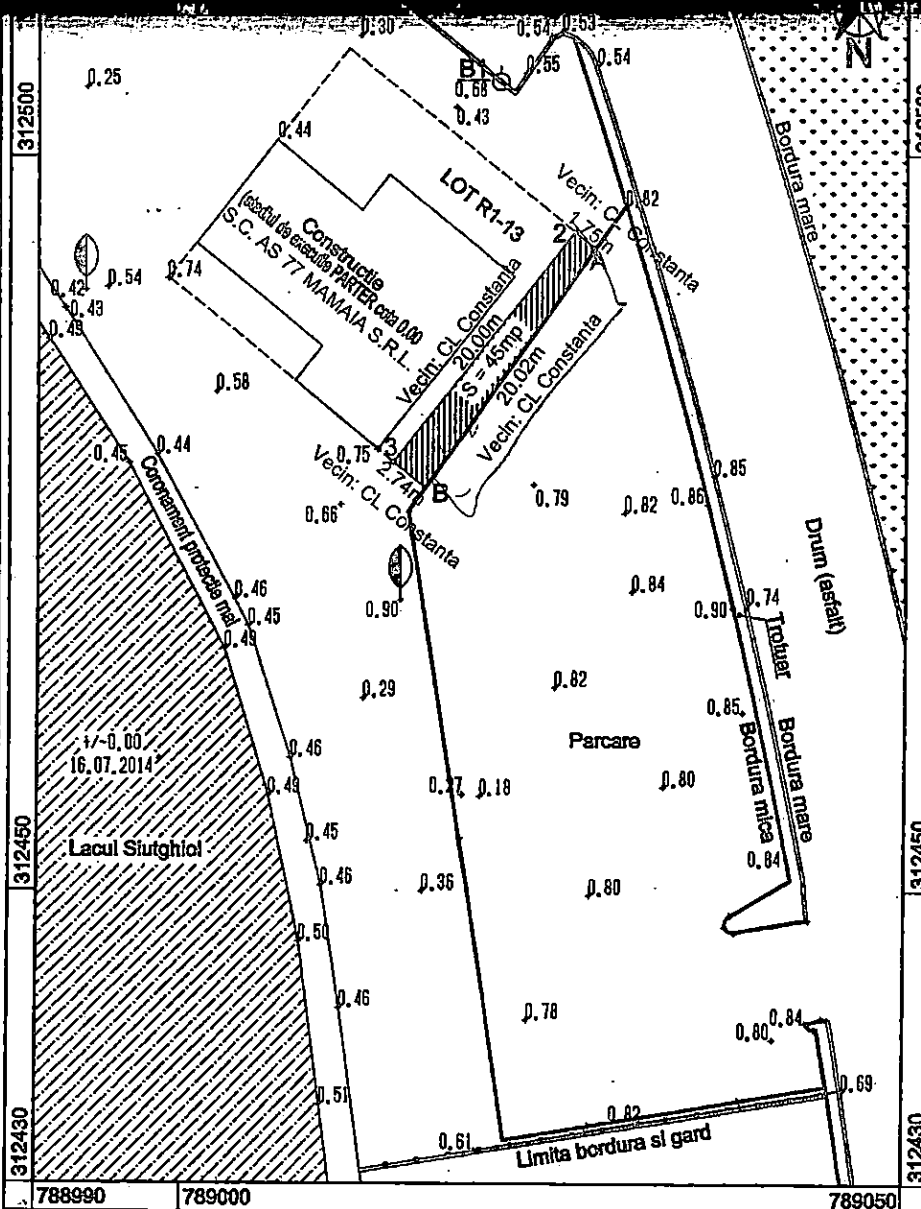 0.30
0.54
0.53
N
0.25
B1
0.68
0.55
0.54
0.43
312500
0.44
Bordura mare
LOT R1-13
Vecin: CL Constanta
0.82
1.75m
2
Constructie
(stadiul de executie PARTER cota 0.00
S.C. AS 77 MAMAIA S.R.L.
0.42
0.54
0.74
0.43
0.49
Vecin: CL Constanta
20.00m
S = 45mp
20.02m
Vecin: CL Constanta
0.58
0.45
0.44
0.75
3
2.74m
B
Vecin: CL Constanta
0.66
0.79
0.82
0.86
0.85
Coronament protectie mal
Drum (asfalt)
0.90
0.84
0.90
0.74
Trotuar
0.46
0.45
0.49
0.29
0.82
0.85
+/-0.00
16.07.2014
0.46
Parcare
Bordura mica
Bordura mare
0.49
0.27
0.18
0.80
Lacul Siutghiol
0.45
0.46
0.36
0.80
0.84
312450
312450
0.50
0.46
0.78
0.80
0.84
0.51
0.69
0.82
0.61
Limita bordura si gard
312430
312430
788990
789000
789050